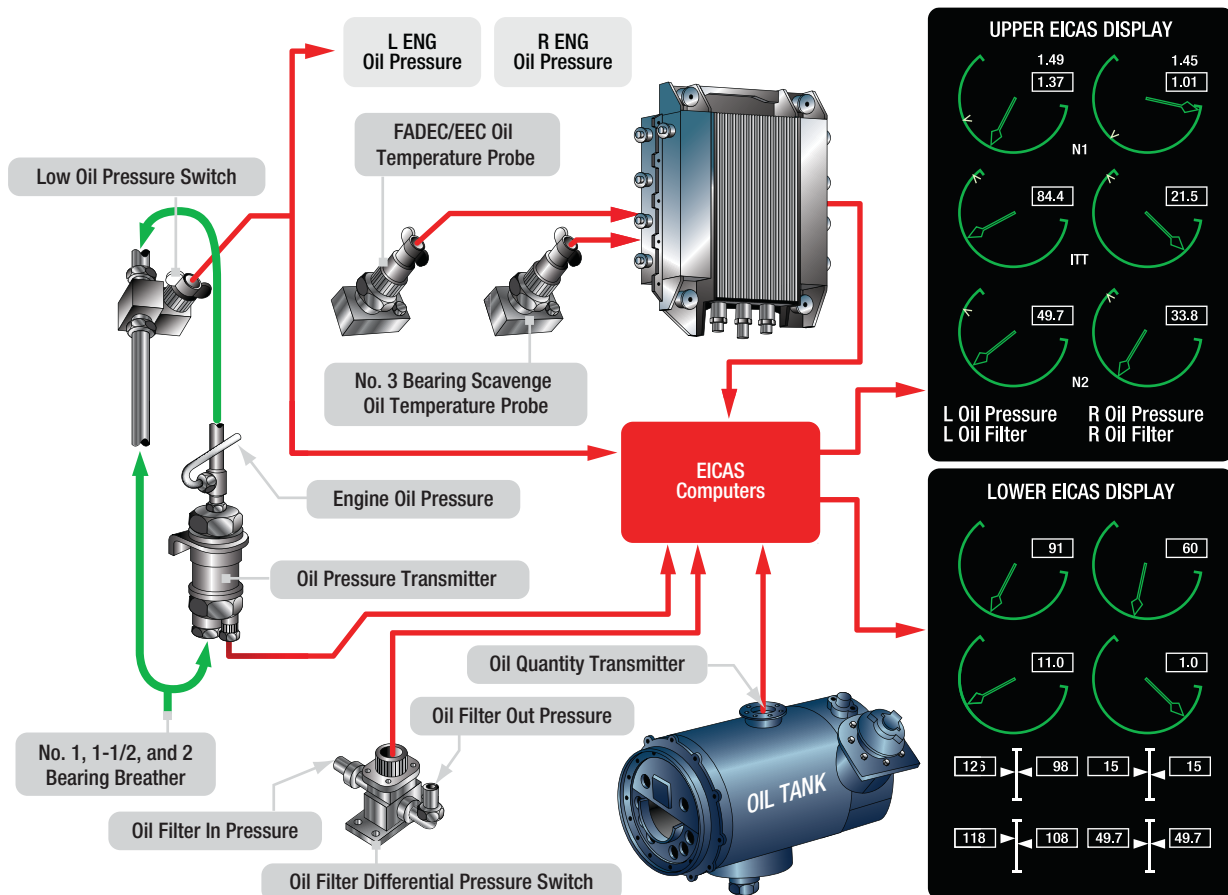 L ENG
Oil Pressure
R ENG
Oil Pressure
FADEC/EEC Oil
Temperature Probe
Low Oil Pressure Switch
No. 3 Bearing Scavenge
Oil Temperature Probe
Engine Oil Pressure
Oil Pressure Transmitter
EICAS
Computers
Oil Quantity Transmitter
Oil Filter Out Pressure
No. 1, 1-1/2, and 2
Bearing Breather
Oil Filter In Pressure
Oil Filter Differential Pressure Switch
OIL TANK
UPPER EICAS DISPLAY
1.49 1.45
1.37 1.01
N1
84.4 21.5
ITT
49.7 33.8
N2
L Oil Pressure R Oil Pressure
L Oil Filter R Oil Filter
LOWER EICAS DISPLAY
91 60
11.0 1.0
126 98 15 15
118 108 49.7 49.7